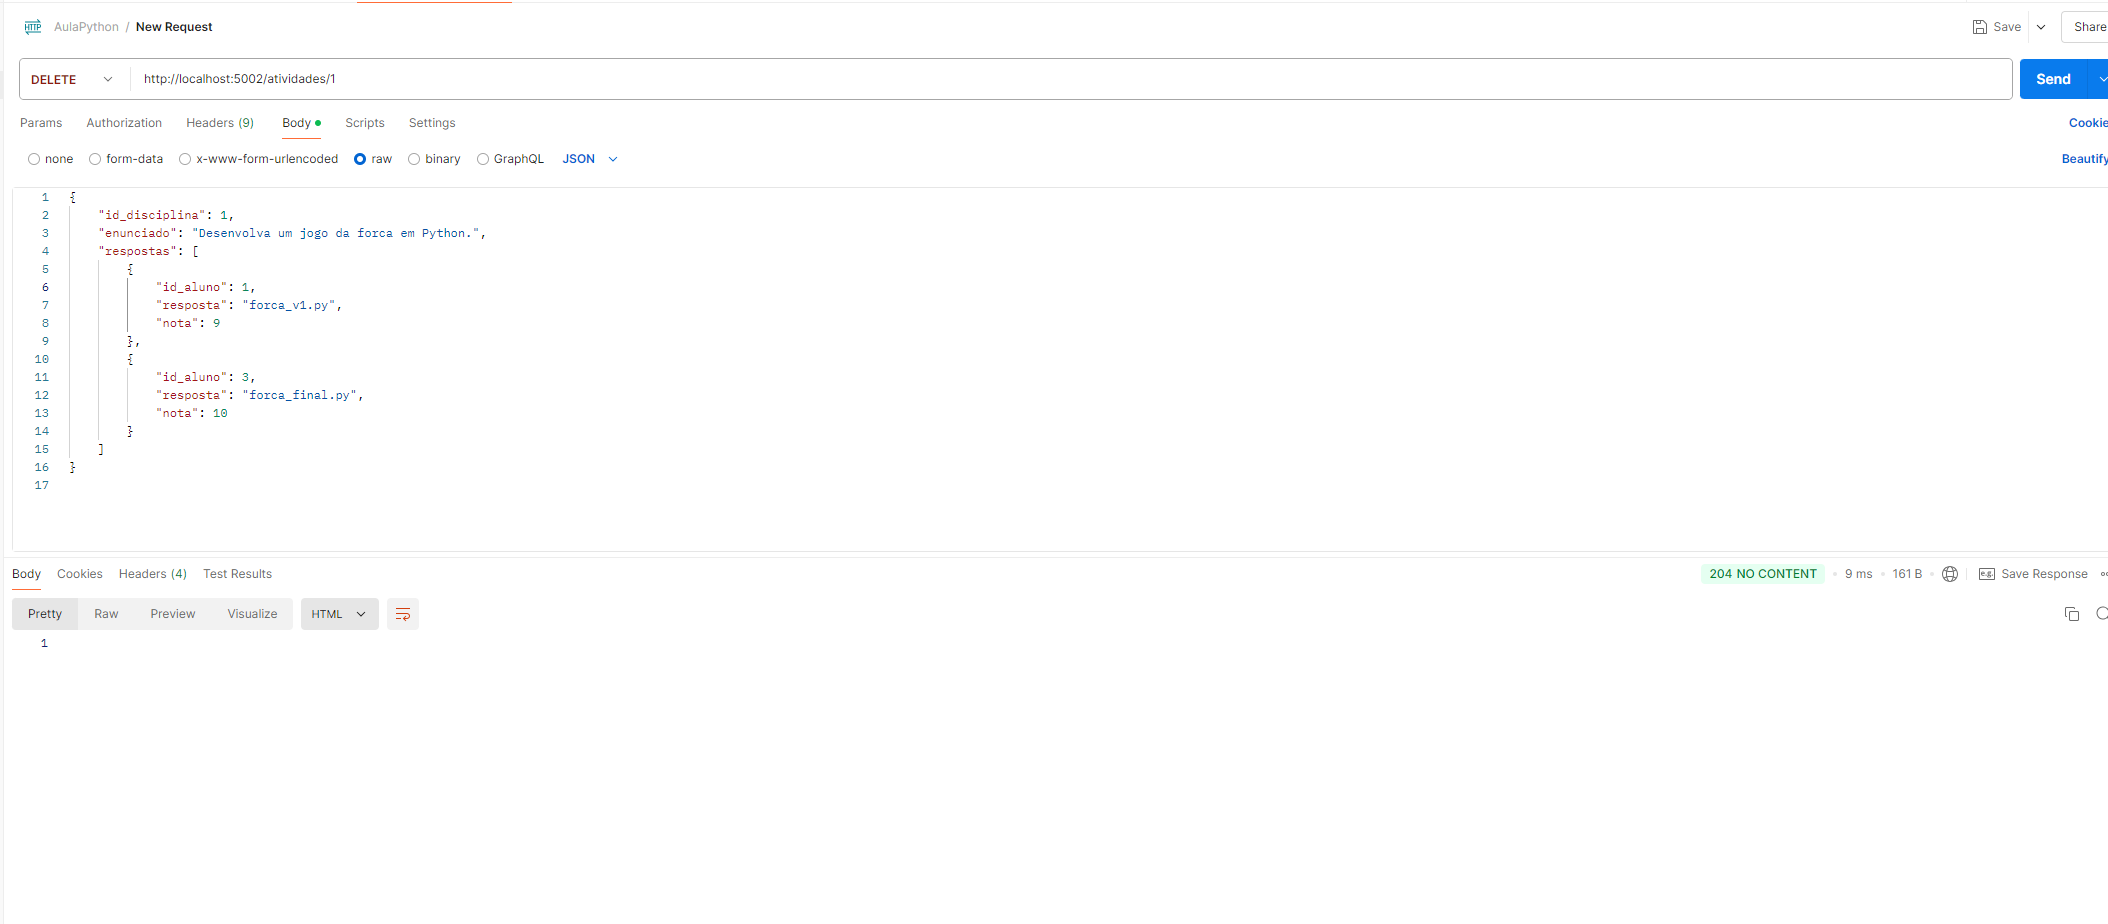 HTTP AulaPython / New Request Save Share
DELETE http://localhost:5002/atividades/1 Send
Params Authorization Headers (9) Body Scripts Settings Cookie
none form-data x-www-form-urlencoded raw binary GraphQL JSON Beautify
1 {
2 "id_disciplina": 1,
3 "enunciado": "Desenvolva um jogo da forca em Python.",
4 "respostas": [
5 {
6 "id_aluno": 1,
7 "resposta": "forca_v1.py",
8 "nota": 9
9 },
10 {
11 "id_aluno": 3,
12 "resposta": "forca_final.py",
13 "nota": 10
14 }
15 ]
16 }
17
Body Cookies Headers (4) Test Results 204 NO CONTENT • 9 ms • 161 B • e.g. Save Response
Pretty Raw Preview Visualize HTML
1